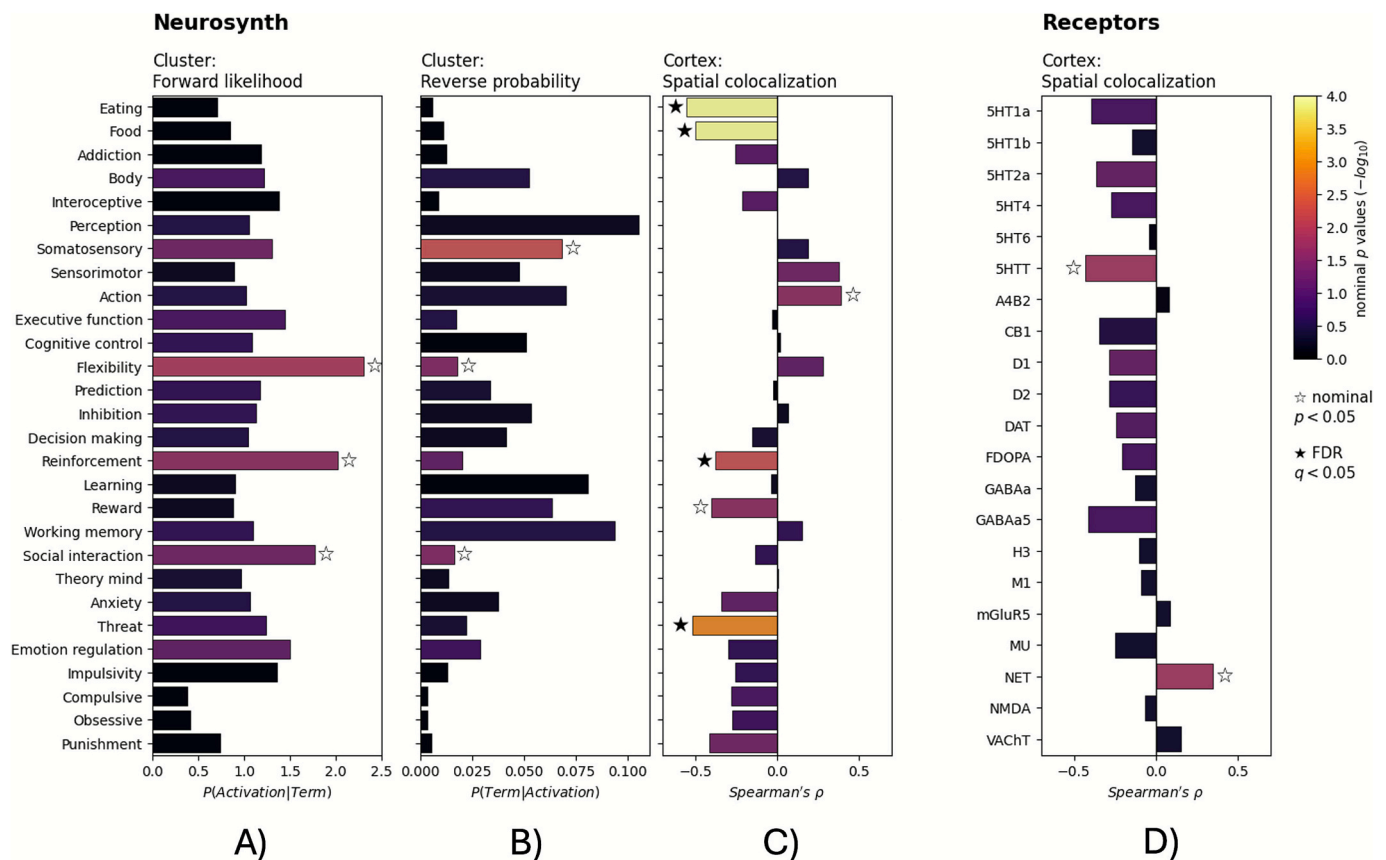 Neurosynth
Receptors
Cluster:
Forward likelihood
Cluster:
Reverse probability
Cortex:
Spatial colocalization
Cortex:
Spatial colocalization
Eating
Food
Addiction
Body
Interoceptive
Perception
Somatosensory
Sensorimotor
Action
Executive function
Cognitive control
Flexibility
Prediction
Inhibition
Decision making
Reinforcement
Learning
Reward
Working memory
Social interaction
Theory mind
Anxiety
Threat
Emotion regulation
Impulsivity
Compulsive
Obsessive
Punishment
0.0 0.5 1.0 1.5 2.0 2.5
P(Activation|Term)
0.000 0.025 0.050 0.075 0.100
P(Term|Activation)
−0.5 0.0 0.5
Spearman's ρ
5HT1a
5HT1b
5HT2a
5HT4
5HT6
5HTT
A4B2
CB1
D1
D2
DAT
FDOPA
GABAa
GABAa5
H3
M1
mGluR5
MU
NET
NMDA
VAChT
−0.5 0.0 0.5
Spearman's ρ
4.0
3.5
3.0
2.5
2.0
1.5
1.0
0.5
0.0
nominal p values (−log₁₀)
☆ nominal
p < 0.05
★ FDR
q < 0.05
A) B) C) D)